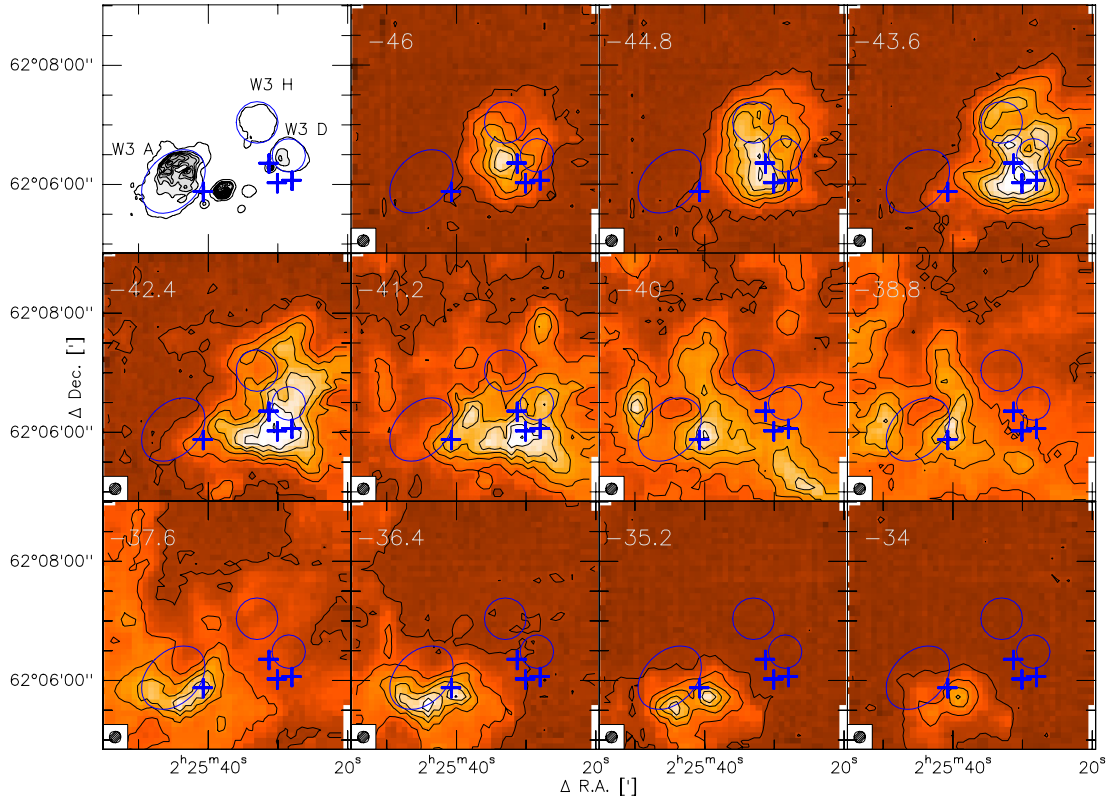 W3 H
W3 D
W3 A
−46
−44.8
−43.6
62°08'00''
62°06'00''
−42.4
−41.2
−40
−38.8
62°08'00''
62°06'00''
Δ Dec. [']
−37.6
−36.4
−35.2
−34
62°08'00''
62°06'00''
2ʰ25ᵐ40ˢ
20ˢ
2ʰ25ᵐ40ˢ
20ˢ
2ʰ25ᵐ40ˢ
20ˢ
2ʰ25ᵐ40ˢ
20ˢ
Δ R.A. [']